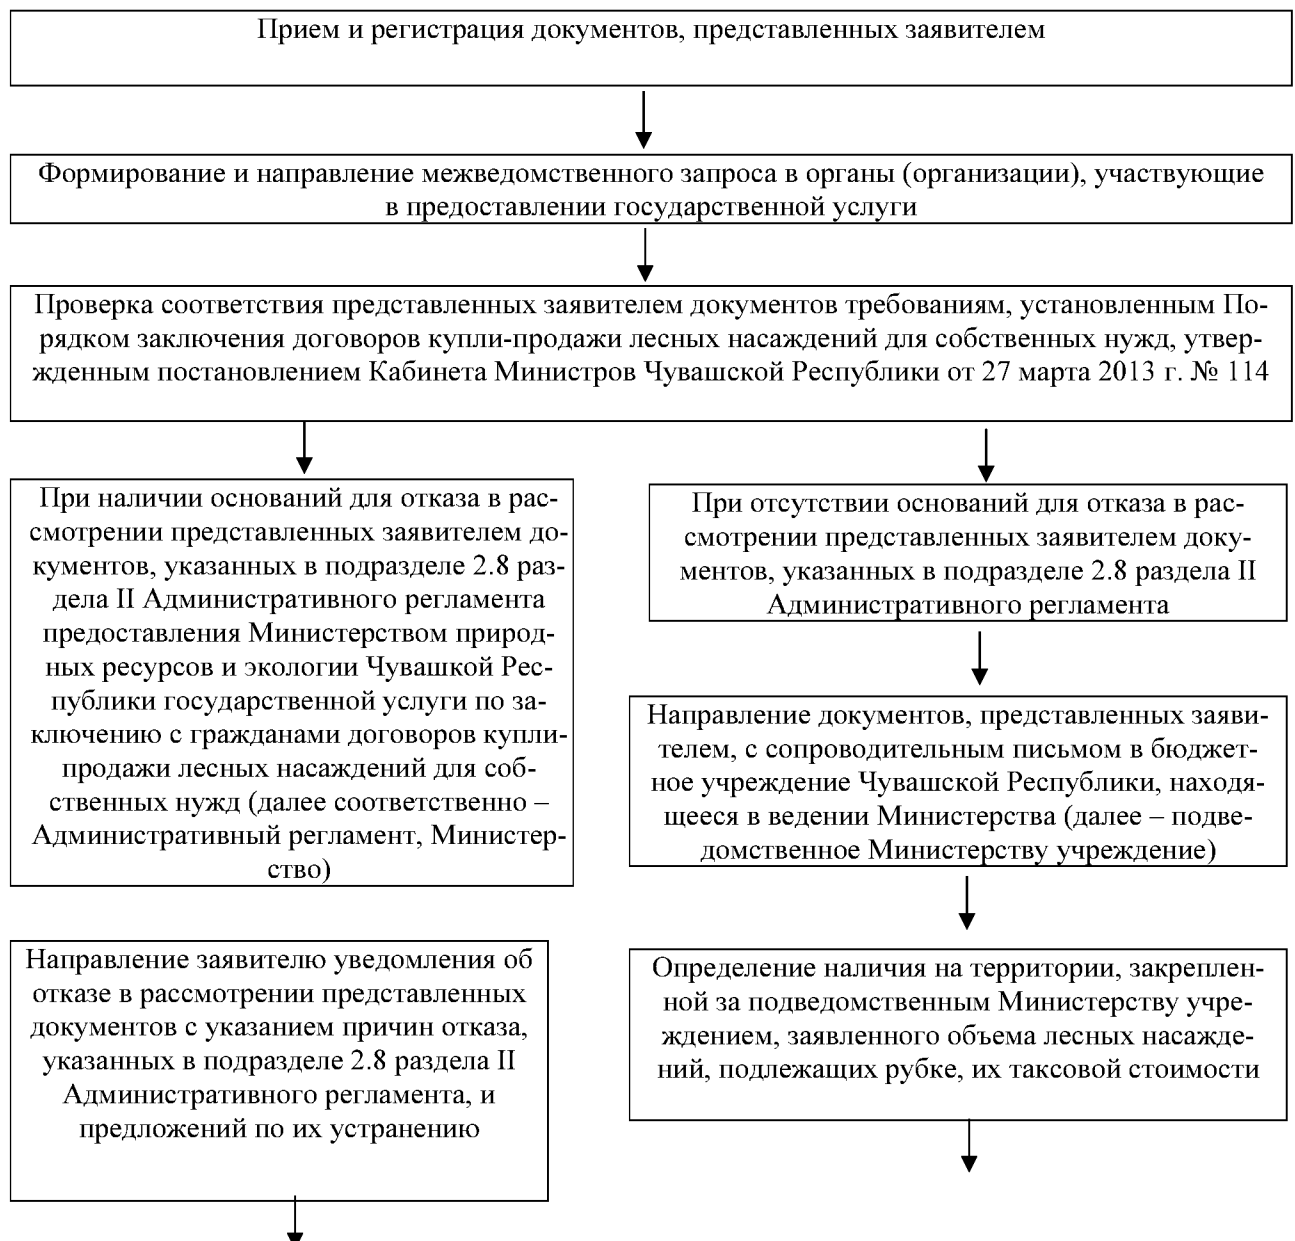 Прием и регистрация документов, представленных заявителем
Формирование и направление межведомственного запроса в органы (организации), участвующие
в предоставлении государственной услуги
Проверка соответствия представленных заявителем документов требованиям, установленным По-
рядком заключения договоров купли-продажи лесных насаждений для собственных нужд, утвер-
жденным постановлением Кабинета Министров Чувашской Республики от 27 марта 2013 г. № 114
При наличии оснований для отказа в рас-
смотрении представленных заявителем до-
кументов, указанных в подразделе 2.8 раз-
дела II Административного регламента
предоставления Министерством природ-
ных ресурсов и экологии Чувашкой Рес-
публики государственной услуги по за-
ключению с гражданами договоров купли-
продажи лесных насаждений для соб-
ственных нужд (далее соответственно –
Административный регламент, Министер-
ство)
При отсутствии оснований для отказа в рас-
смотрении представленных заявителем доку-
ментов, указанных в подразделе 2.8 раздела II
Административного регламента
Направление документов, представленных заяви-
телем, с сопроводительным письмом в бюджет-
ное учреждение Чувашской Республики, находя-
щееся в ведении Министерства (далее – подве-
домственное Министерству учреждение)
Направление заявителю уведомления об
отказе в рассмотрении представленных
документов с указанием причин отказа,
указанных в подразделе 2.8 раздела II
Административного регламента, и
предложений по их устранению
Определение наличия на территории, закреплен-
ной за подведомственным Министерству учре-
ждением, заявленного объема лесных насажде-
ний, подлежащих рубке, их таксовой стоимости